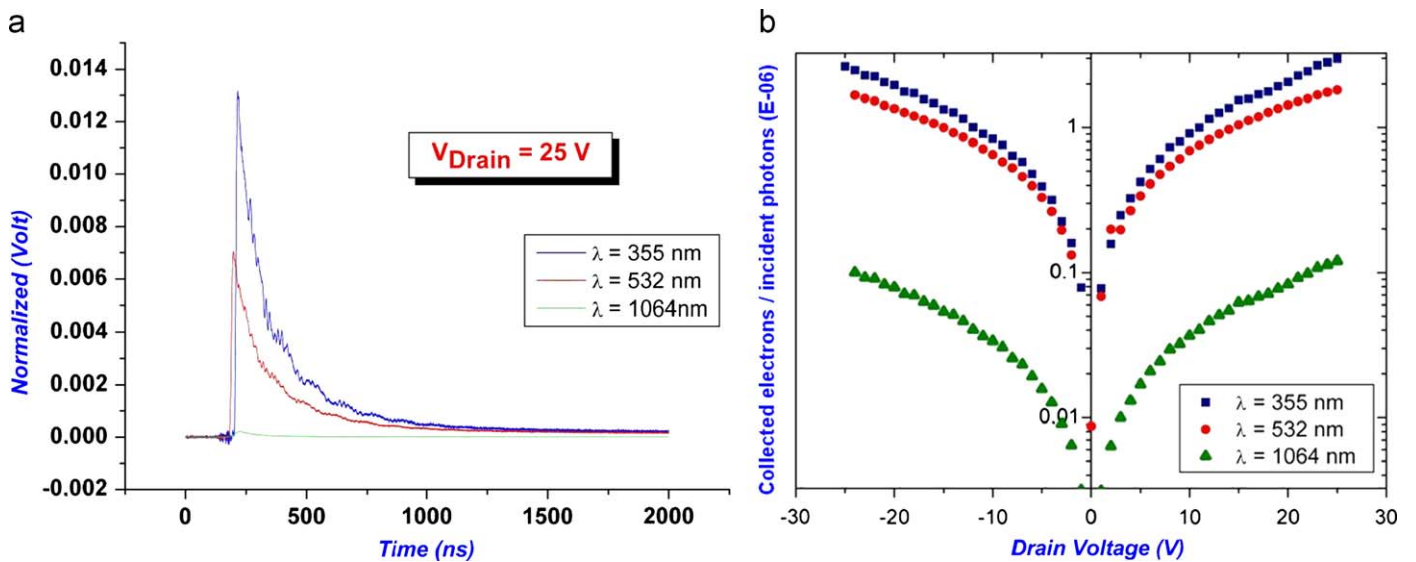 a
0.014
0.012
0.010
0.008
0.006
0.004
0.002
0.000
-0.002
Normalized (Volt)
V Drain = 25 V
λ = 355 nm
λ = 532 nm
λ = 1064nm
0 500 1000 1500 2000
Time (ns)
b
Collected electrons / incident photons (E-06)
1
0.1
0.01
λ = 355 nm
λ = 532 nm
λ = 1064 nm
-30 -20 -10 0 10 20 30
Drain Voltage (V)